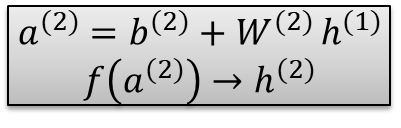 a^{(2)} = b^{(2)} + W^{(2)} h^{(1)}
f(a^{(2)}) → h^{(2)}